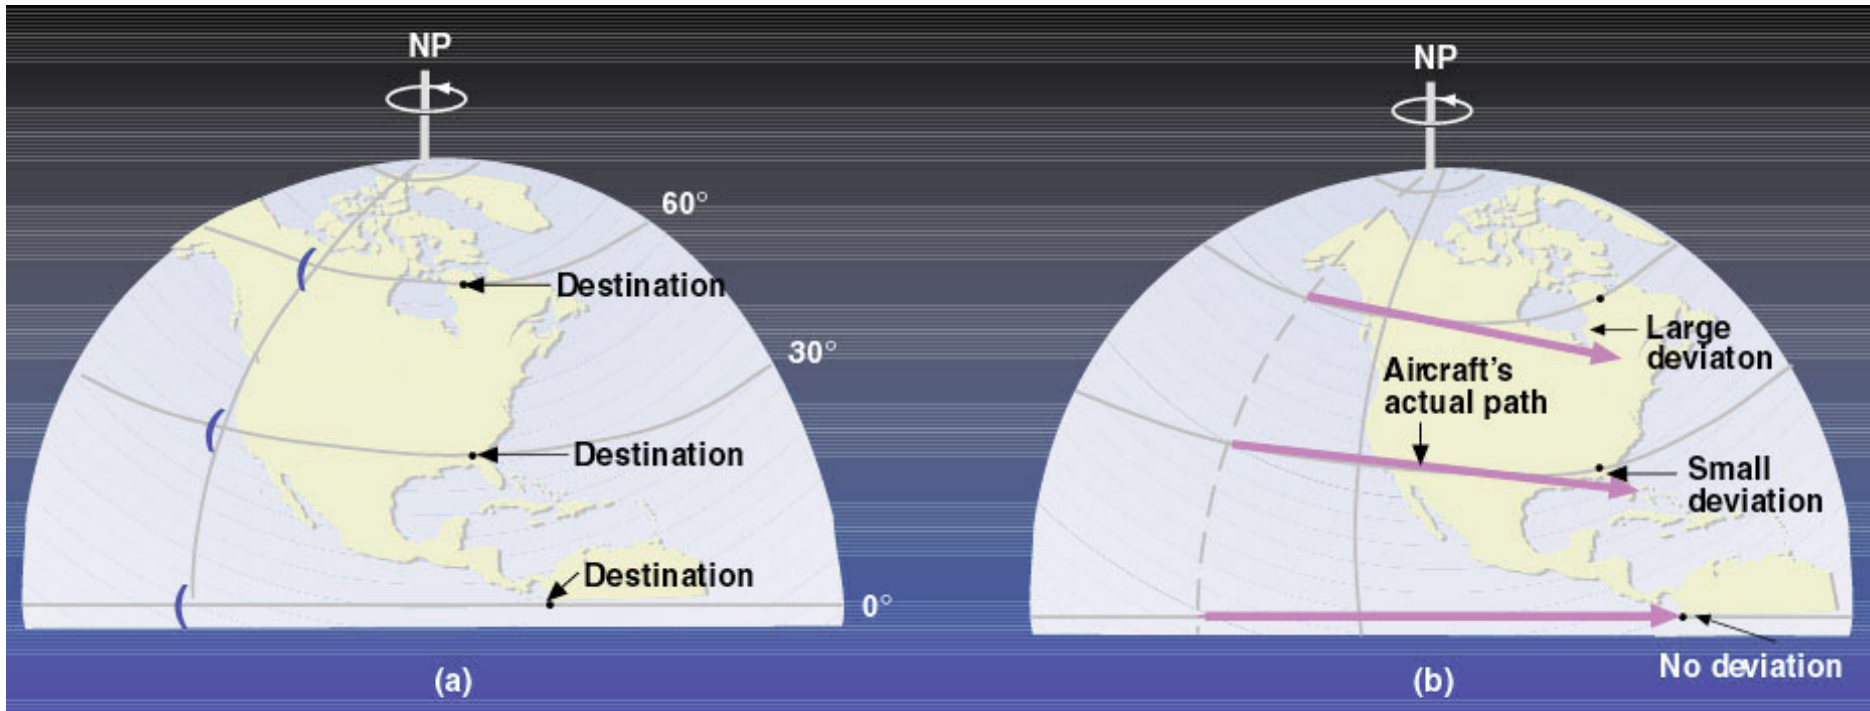 NP
60°
Destination
30°
Destination
Destination
0°
(a)
NP
Large
deviaton
Aircraft's
actual path
Small
deviation
No deviation
(b)